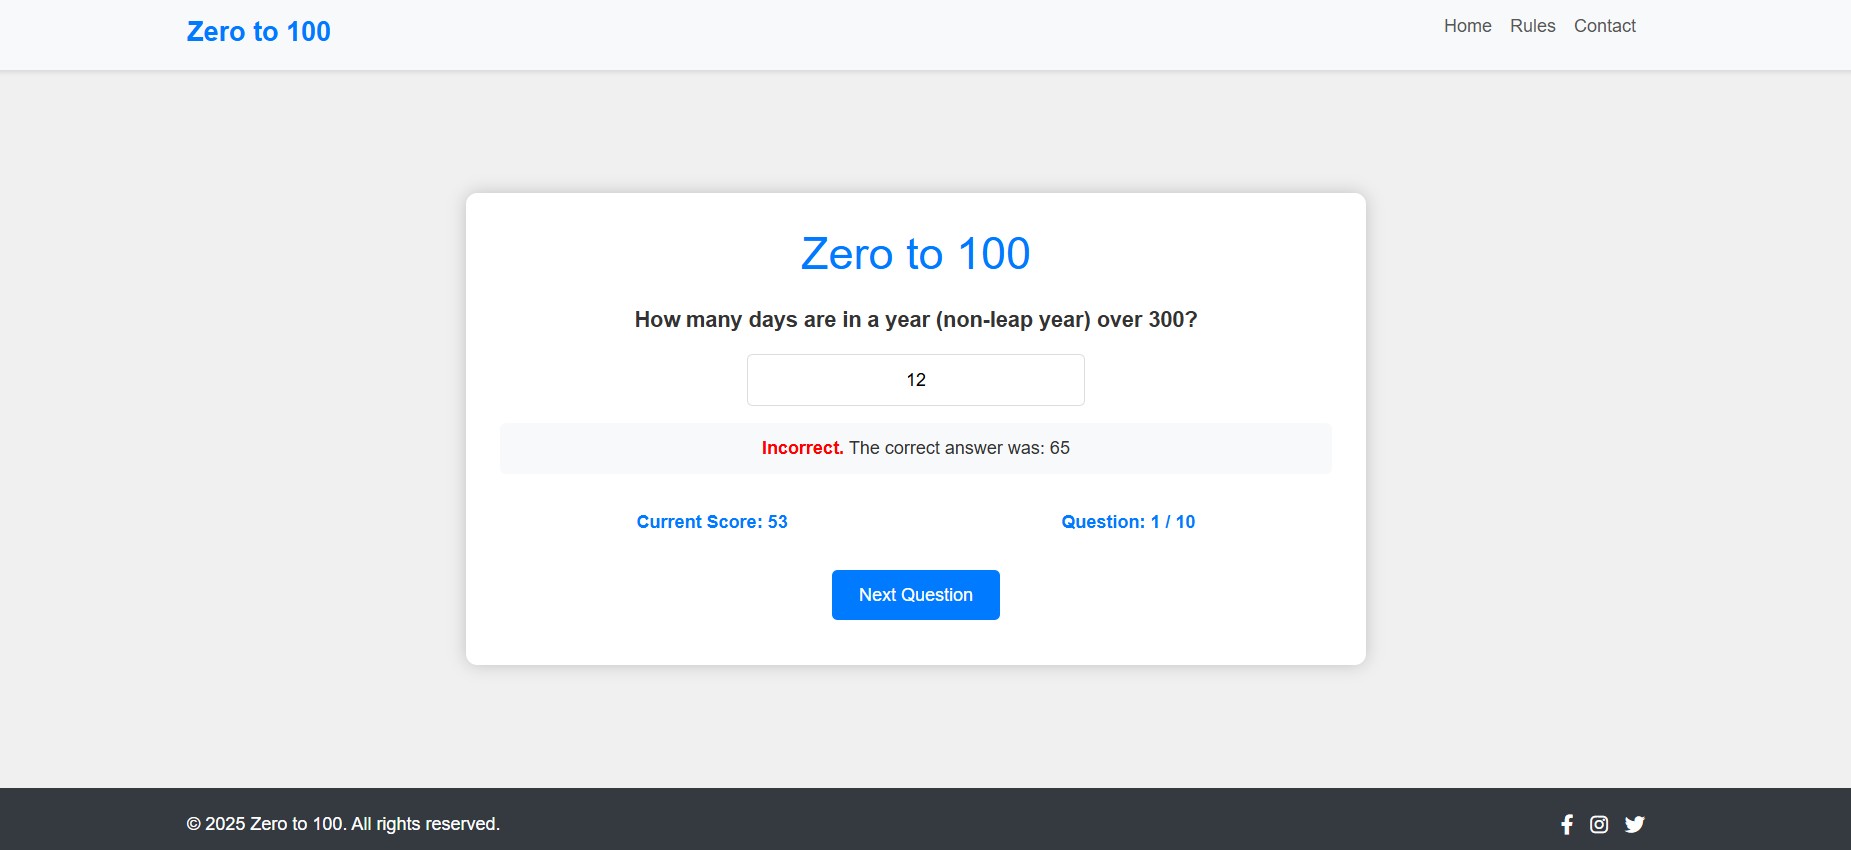 Zero to 100
Home Rules Contact
Zero to 100
How many days are in a year (non-leap year) over 300?
12
Incorrect. The correct answer was: 65
Current Score: 53
Question: 1 / 10
Next Question
© 2025 Zero to 100. All rights reserved.